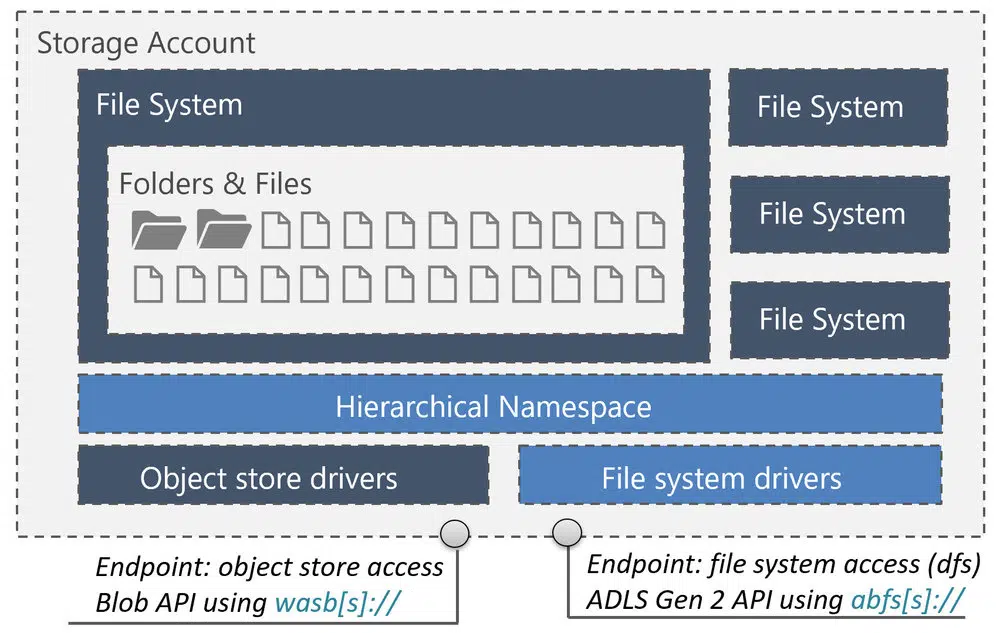 Storage Account
File System
Folders & Files
File System
File System
File System
Hierarchical Namespace
Object store drivers
File system drivers
Endpoint: object store access
Blob API using wasb[s]://
Endpoint: file system access (dfs)
ADLS Gen 2 API using abfs[s]://